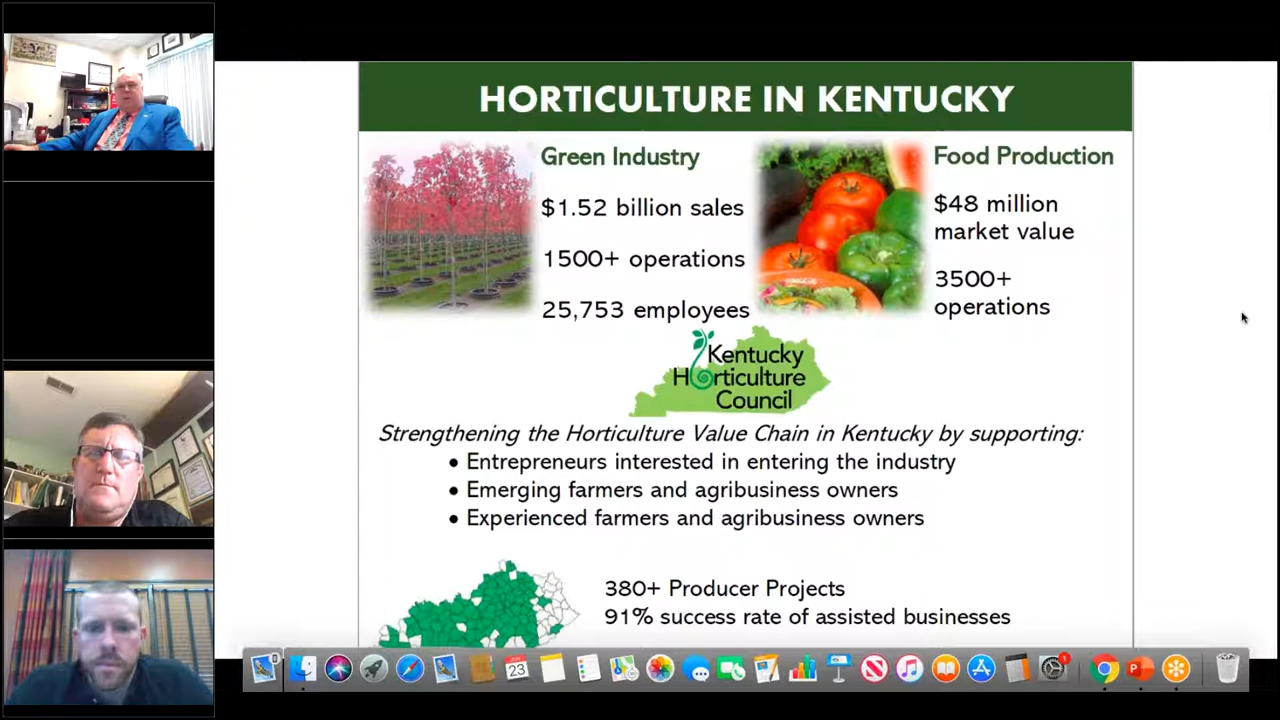 HORTICULTURE IN KENTUCKY
Green Industry
$1.52 billion sales
1500+ operations
25,753 employees
Food Production
$48 million
market value
3500+
operations
Kentucky
Horticulture
Council
Strengthening the Horticulture Value Chain in Kentucky by supporting:
• Entrepreneurs interested in entering the industry
• Emerging farmers and agribusiness owners
• Experienced farmers and agribusiness owners
380+ Producer Projects
91% success rate of assisted businesses
23
1